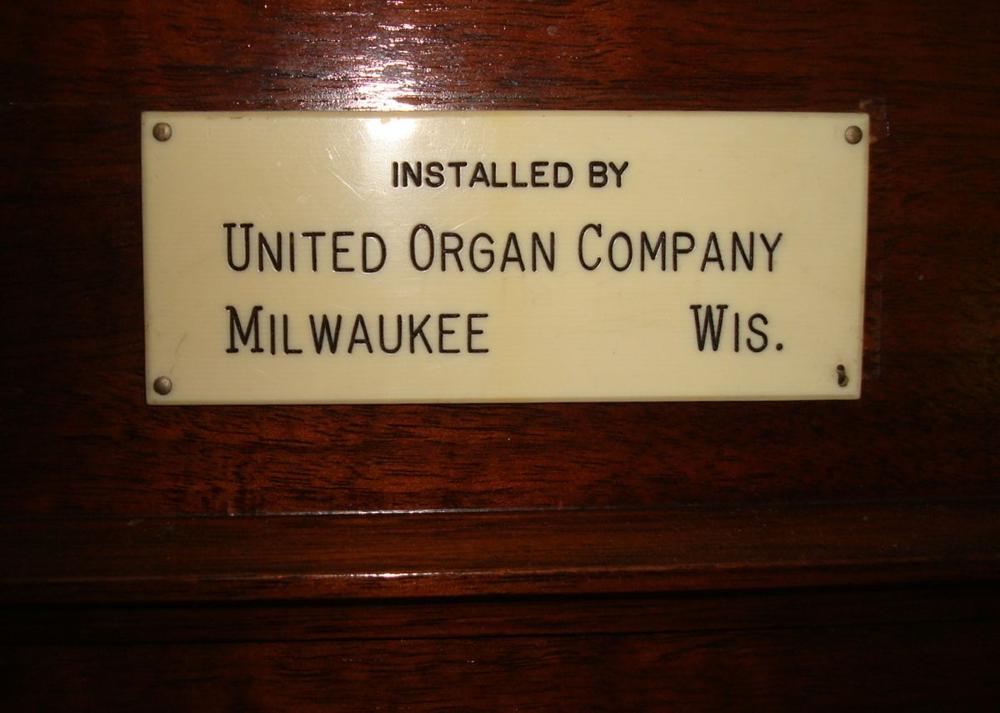 INSTALLED BY
UNITED ORGAN COMPANY
MILWAUKEE WIS.